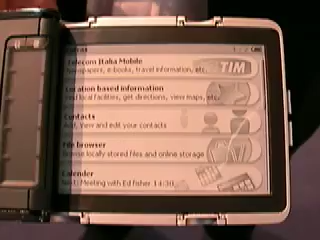 Telecom Italia Mobile
Newspapers, e-books, travel information, etc.
TIM
Location based information
Find local facilities, get directions, view maps, etc.
Contacts
Add, View and edit your contacts
File browser
Browse locally stored files and online storage
Calender
Next: Meeting with Ed fisher 14:30